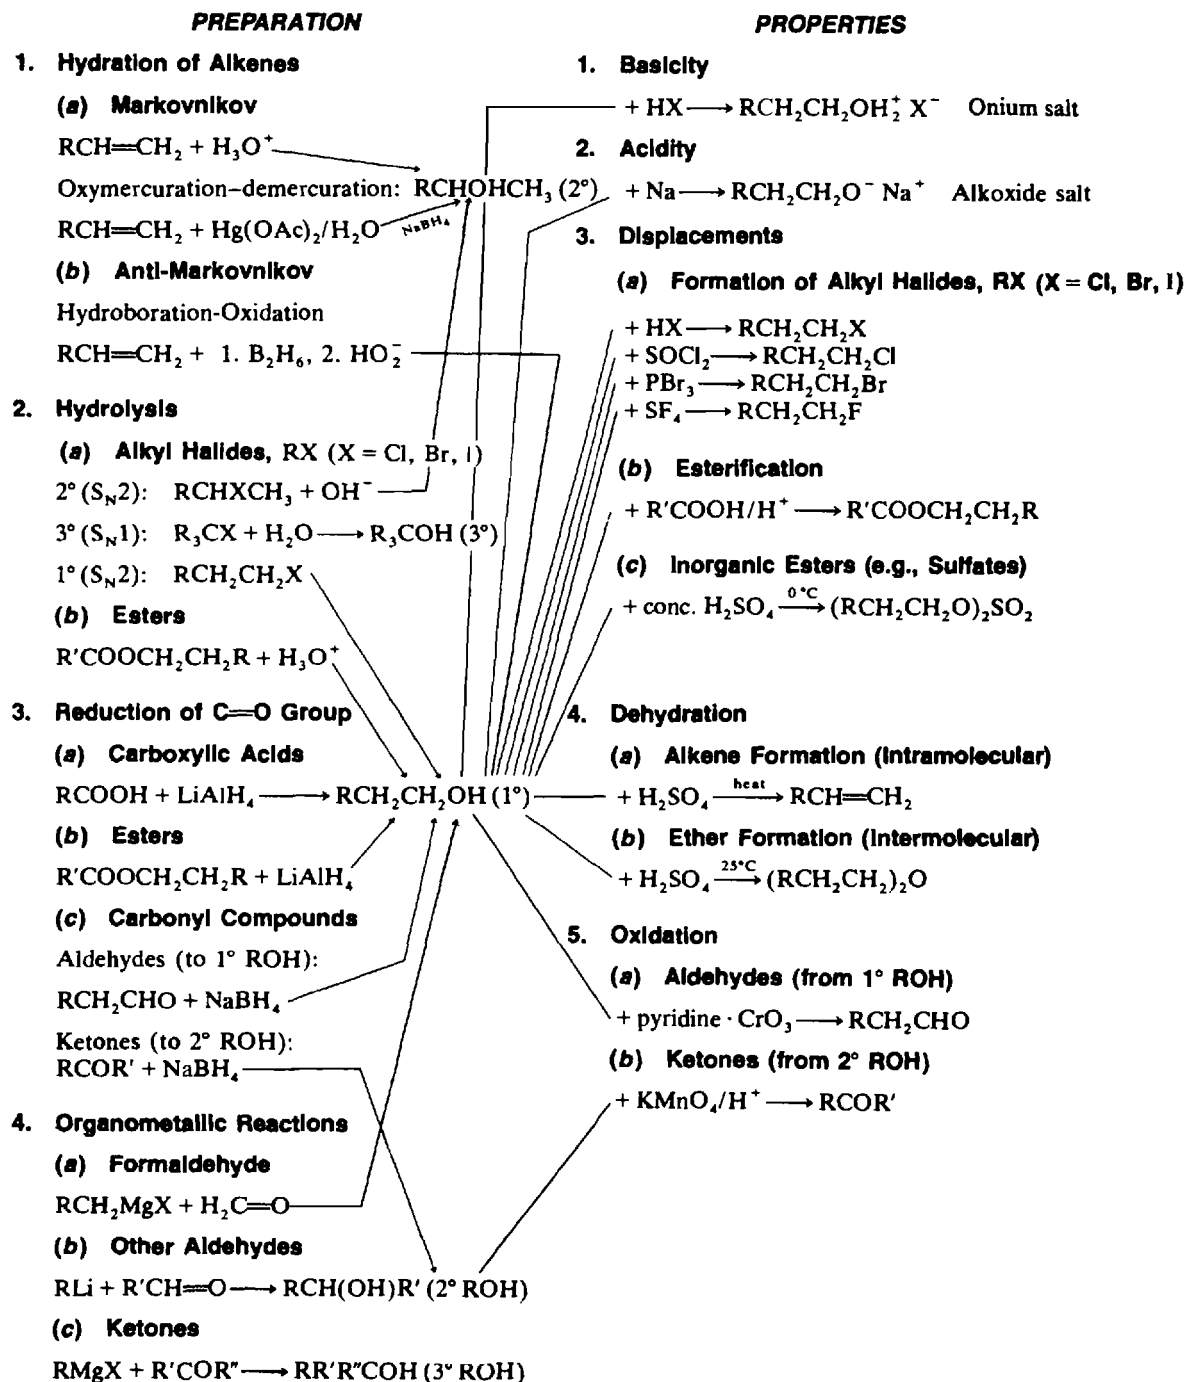 PREPARATION
1. Hydration of Alkenes
(a) Markovnikov
RCH=CH₂ + H₃O⁺
Oxymercuration–demercuration: RCHOHCH₃ (2°)
RCH=CH₂ + Hg(OAc)₂/H₂O NaBH₄
(b) Anti-Markovnikov
Hydroboration-Oxidation
RCH=CH₂ + 1. B₂H₆, 2. HO₂⁻
2. Hydrolysis
(a) Alkyl Halides, RX (X = Cl, Br, I)
2° (Sₙ2): RCHXCH₃ + OH⁻
3° (Sₙ1): R₃CX + H₂O → R₃COH (3°)
1° (Sₙ2): RCH₂CH₂X
(b) Esters
R'COOCH₂CH₂R + H₃O⁺
3. Reduction of C=O Group
(a) Carboxylic Acids
RCOOH + LiAlH₄ → RCH₂CH₂OH (1°)
(b) Esters
R'COOCH₂CH₂R + LiAlH₄
(c) Carbonyl Compounds
Aldehydes (to 1° ROH):
RCH₂CHO + NaBH₄
Ketones (to 2° ROH):
RCOR' + NaBH₄
4. Organometallic Reactions
(a) Formaldehyde
RCH₂MgX + H₂C=O
(b) Other Aldehydes
RLi + R'CH=O → RCH(OH)R' (2° ROH)
(c) Ketones
RMgX + R'COR" → RR'R"COH (3° ROH)
PROPERTIES
1. Basicity
+ HX → RCH₂CH₂OH₂⁺ X⁻ Onium salt
2. Acidity
+ Na → RCH₂CH₂O⁻ Na⁺ Alkoxide salt
3. Displacements
(a) Formation of Alkyl Halides, RX (X = Cl, Br, I)
+ HX → RCH₂CH₂X
+ SOCl₂ → RCH₂CH₂Cl
+ PBr₃ → RCH₂CH₂Br
+ SF₄ → RCH₂CH₂F
(b) Esterification
+ R'COOH/H⁺ → R'COOCH₂CH₂R
(c) Inorganic Esters (e.g., Sulfates)
+ conc. H₂SO₄ 0 °C → (RCH₂CH₂O)₂SO₂
4. Dehydration
(a) Alkene Formation (Intramolecular)
+ H₂SO₄ heat → RCH=CH₂
(b) Ether Formation (Intermolecular)
+ H₂SO₄ 25°C → (RCH₂CH₂)₂O
5. Oxidation
(a) Aldehydes (from 1° ROH)
+ pyridine · CrO₃ → RCH₂CHO
(b) Ketones (from 2° ROH)
+ KMnO₄/H⁺ → RCOR'